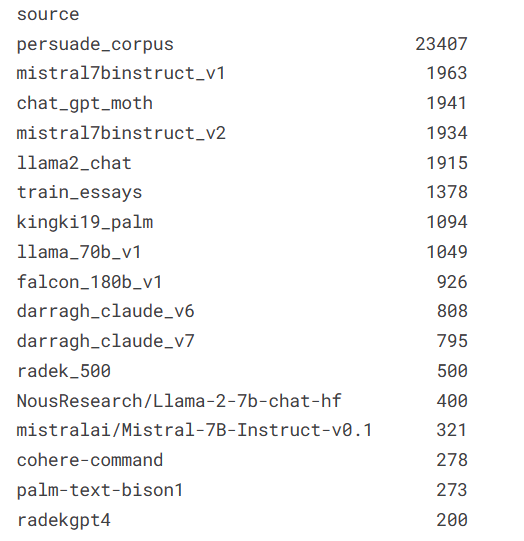 source
persuade_corpus 23407
mistral7binstruct_v1 1963
chat_gpt_moth 1941
mistral7binstruct_v2 1934
llama2_chat 1915
train_essays 1378
kingki19_palm 1094
llama_70b_v1 1049
falcon_180b_v1 926
darragh_claude_v6 808
darragh_claude_v7 795
radek_500 500
NousResearch/Llama-2-7b-chat-hf 400
mistralai/Mistral-7B-Instruct-v0.1 321
cohere-command 278
palm-text-bison1 273
radekgpt4 200